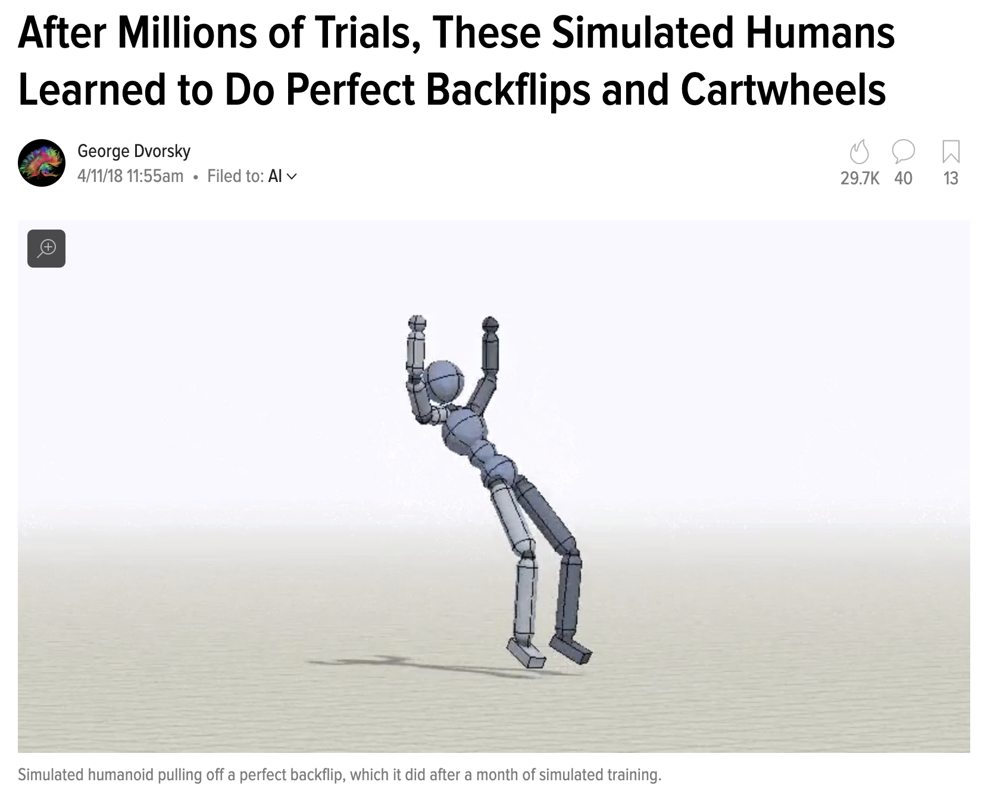 After Millions of Trials, These Simulated Humans
Learned to Do Perfect Backflips and Cartwheels
George Dvorsky
4/11/18 11:55am • Filed to: AI
29.7K 40 13
Simulated humanoid pulling off a perfect backflip, which it did after a month of simulated training.